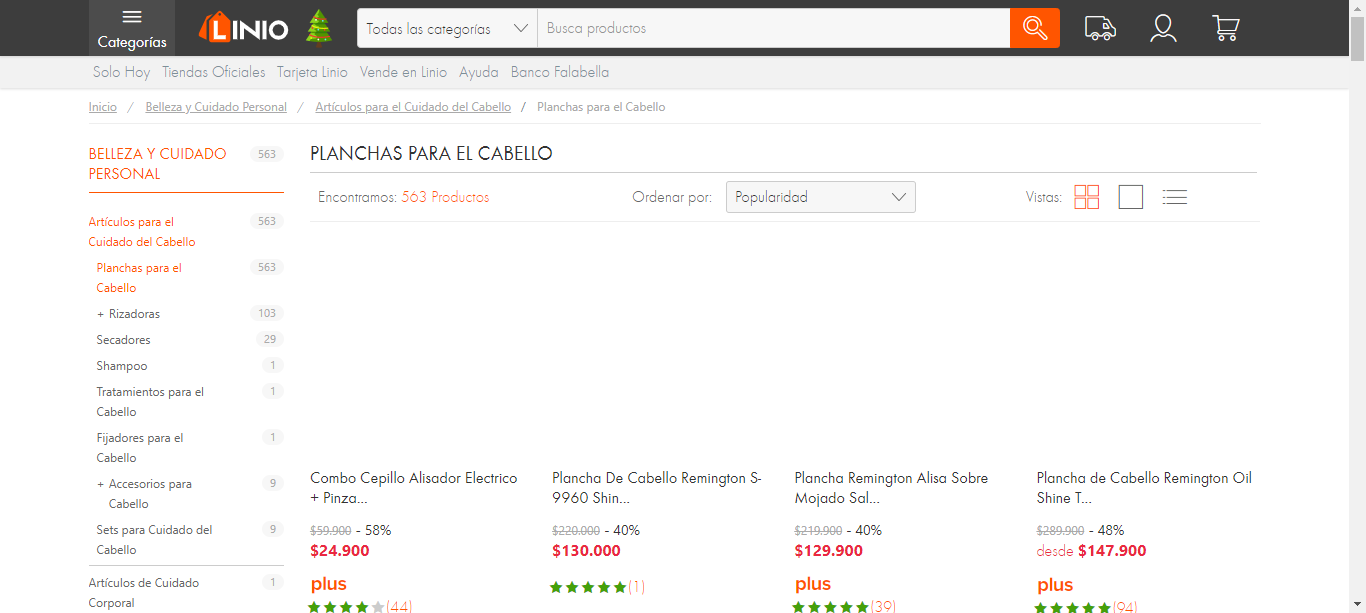 Categorías
LINIO
Todas las categorías
Busca productos
Solo Hoy Tiendas Oficiales Tarjeta Linio Vende en Linio Ayuda Banco Falabella
Inicio / Belleza y Cuidado Personal / Artículos para el Cuidado del Cabello / Planchas para el Cabello
BELLEZA Y CUIDADO 563
PERSONAL
Artículos para el 563
Cuidado del Cabello
Planchas para el 563
Cabello
+ Rizadoras 103
Secadores 29
Shampoo 1
Tratamientos para el 1
Cabello
Fijadores para el 1
Cabello
+ Accesorios para 9
Cabello
Sets para Cuidado del 9
Cabello
Artículos de Cuidado 1
Corporal
PLANCHAS PARA EL CABELLO
Encontramos: 563 Productos
Ordenar por: Popularidad
Vistas:
Combo Cepillo Alisador Electrico
+ Pinza...
$59.900 - 58%
$24.900
plus
(44)
Plancha De Cabello Remington S-
9960 Shin...
$220.000 - 40%
$130.000
(1)
Plancha Remington Alisa Sobre
Mojado Sal...
$219.900 - 40%
$129.900
plus
(39)
Plancha de Cabello Remington Oil
Shine T...
$289.900 - 48%
desde $147.900
plus
(94)